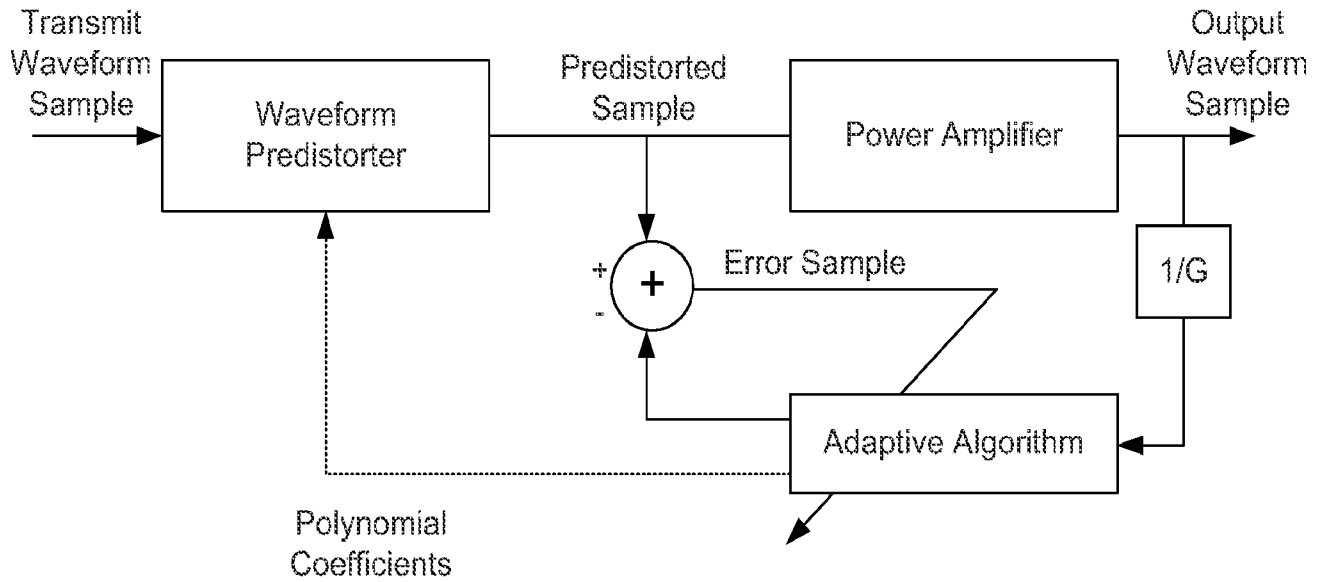 Transmit
Waveform
Sample
Waveform
Predistorter
Predistorted
Sample
Power Amplifier
Output
Waveform
Sample
1/G
+
-
+
Error Sample
Adaptive Algorithm
Polynomial
Coefficients